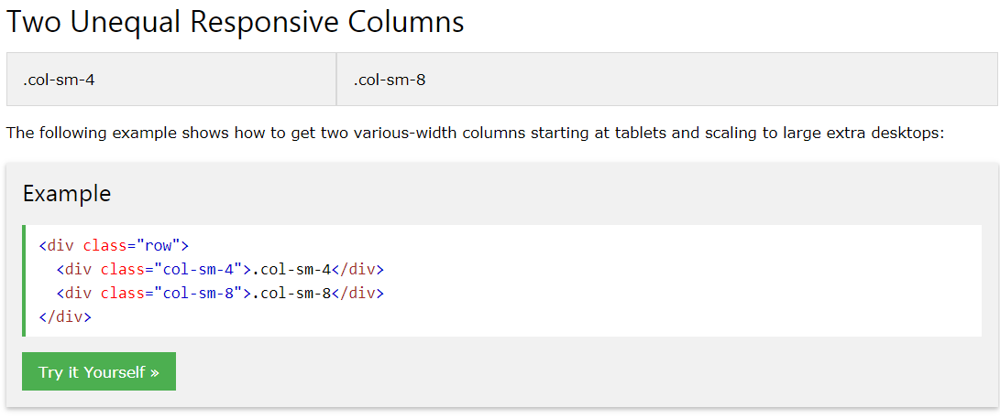 Two Unequal Responsive Columns
.col-sm-4 .col-sm-8
The following example shows how to get two various-width columns starting at tablets and scaling to large extra desktops:
Example
<div class="row">
  <div class="col-sm-4">.col-sm-4</div>
  <div class="col-sm-8">.col-sm-8</div>
</div>
Try it Yourself »